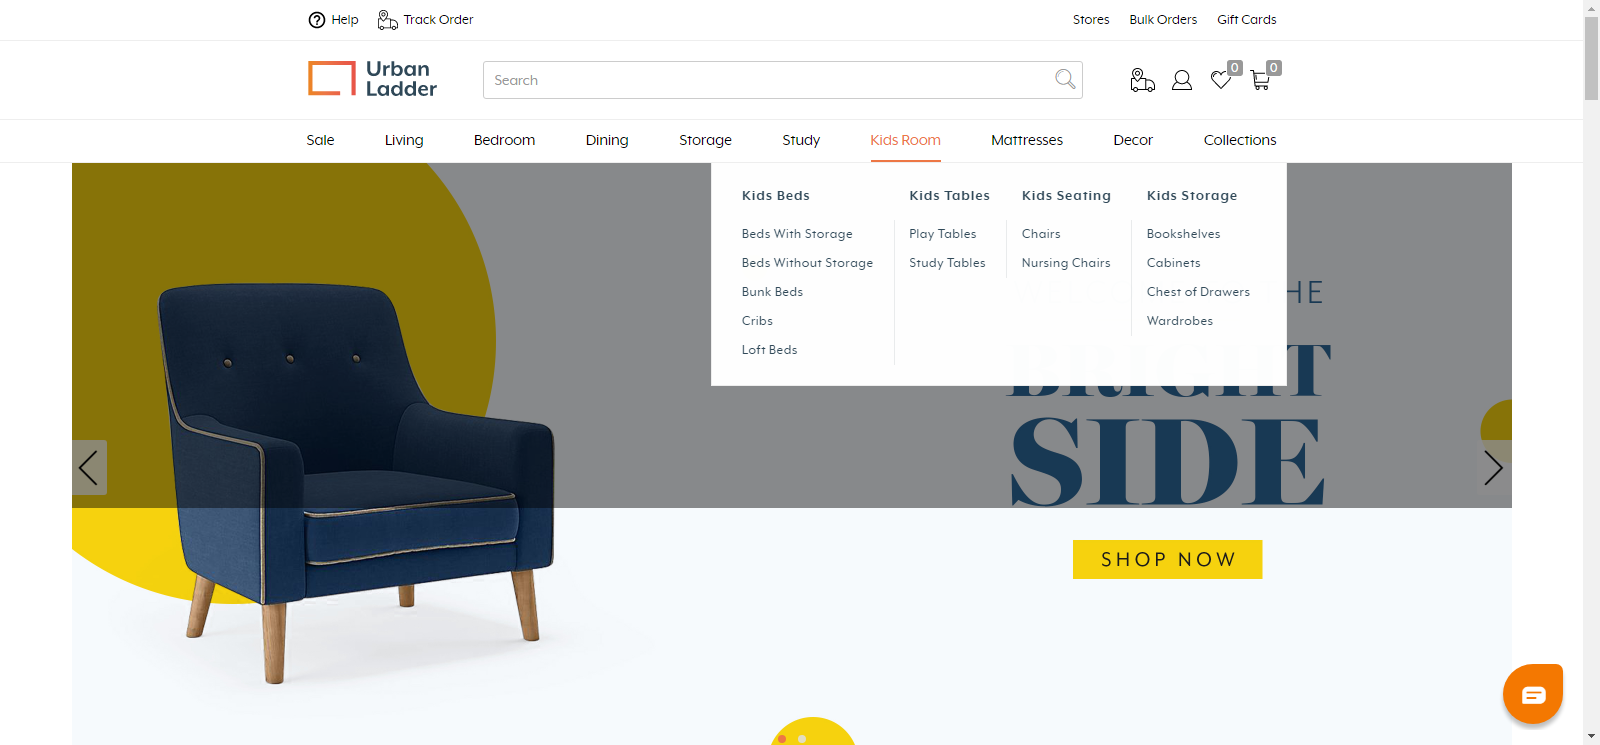 Help Track Order Stores Bulk Orders Gift Cards
Urban
Ladder
Search
0 0
Sale Living Bedroom Dining Storage Study Kids Room Mattresses Decor Collections
Kids Beds Kids Tables Kids Seating Kids Storage
Beds With Storage Play Tables Chairs Bookshelves
Beds Without Storage Study Tables Nursing Chairs Cabinets
Bunk Beds Chest of Drawers
Cribs Wardrobes
Loft Beds
HE
BRIGHT
SIDE
SHOP NOW